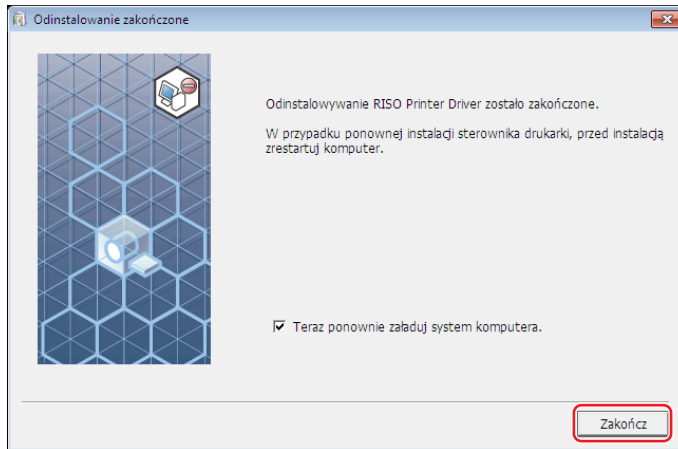 Odinstalowanie zakończone
Odinstalowywanie RISO Printer Driver zostało zakończone.
W przypadku ponownej instalacji sterownika drukarki, przed instalacją
zrestartuj komputer.
Teraz ponownie załaduj system komputera.
Zakończ